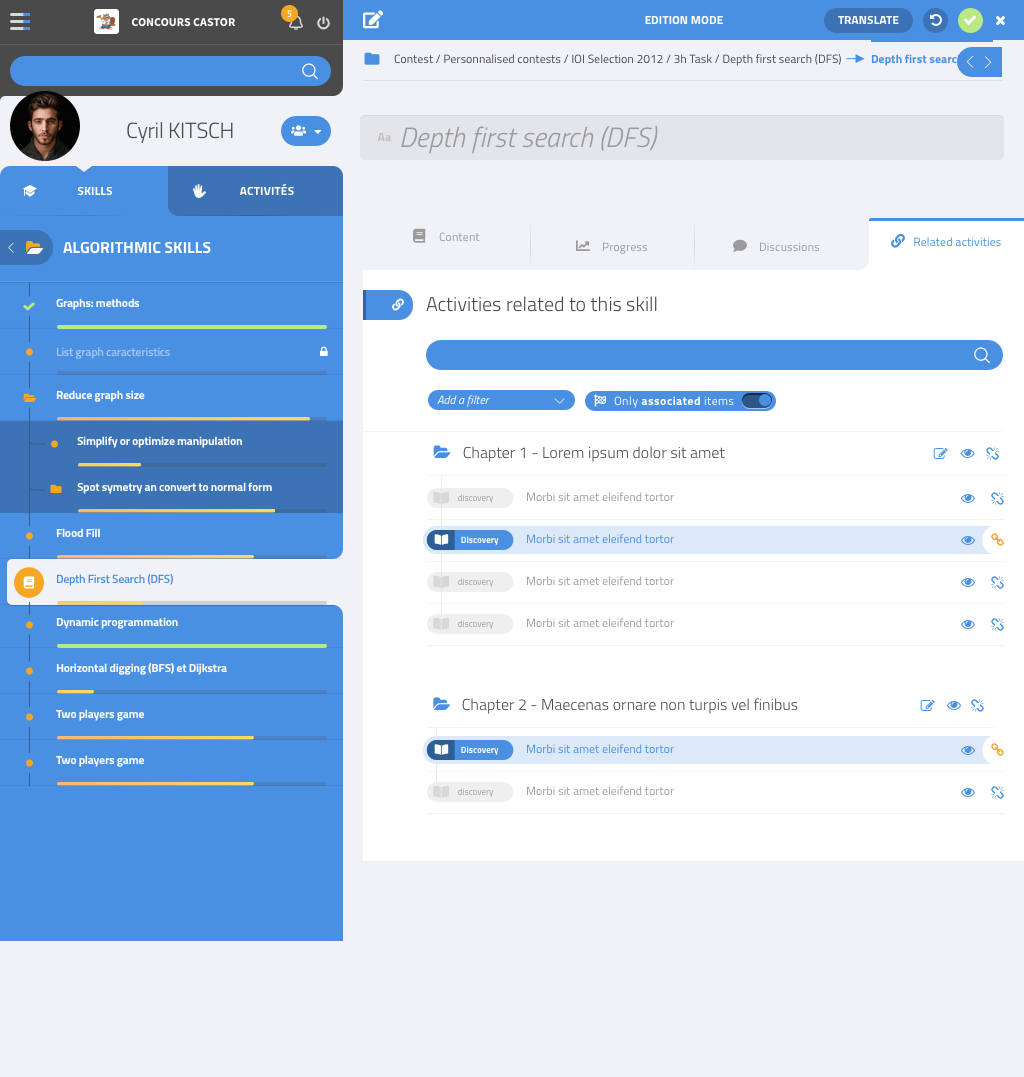 CONCOURS CASTOR
5
EDITION MODE
TRANSLATE
Contest / Personnalised contests / IOI Selection 2012 / 3h Task / Depth first search (DFS)
Depth first searc
Cyril KITSCH
Aa Depth first search (DFS)
SKILLS
ACTIVITÉS
ALGORITHMIC SKILLS
Content
Progress
Discussions
Related activities
Graphs: methods
List graph caracteristics
Reduce graph size
Simplify or optimize manipulation
Spot symetry an convert to normal form
Flood Fill
Depth First Search (DFS)
Dynamic programmation
Horizontal digging (BFS) et Dijkstra
Two players game
Two players game
Activities related to this skill
Add a filter
Only associated items
Chapter 1 - Lorem ipsum dolor sit amet
discovery Morbi sit amet eleifend tortor
Discovery Morbi sit amet eleifend tortor
discovery Morbi sit amet eleifend tortor
discovery Morbi sit amet eleifend tortor
Chapter 2 - Maecenas ornare non turpis vel finibus
Discovery Morbi sit amet eleifend tortor
discovery Morbi sit amet eleifend tortor